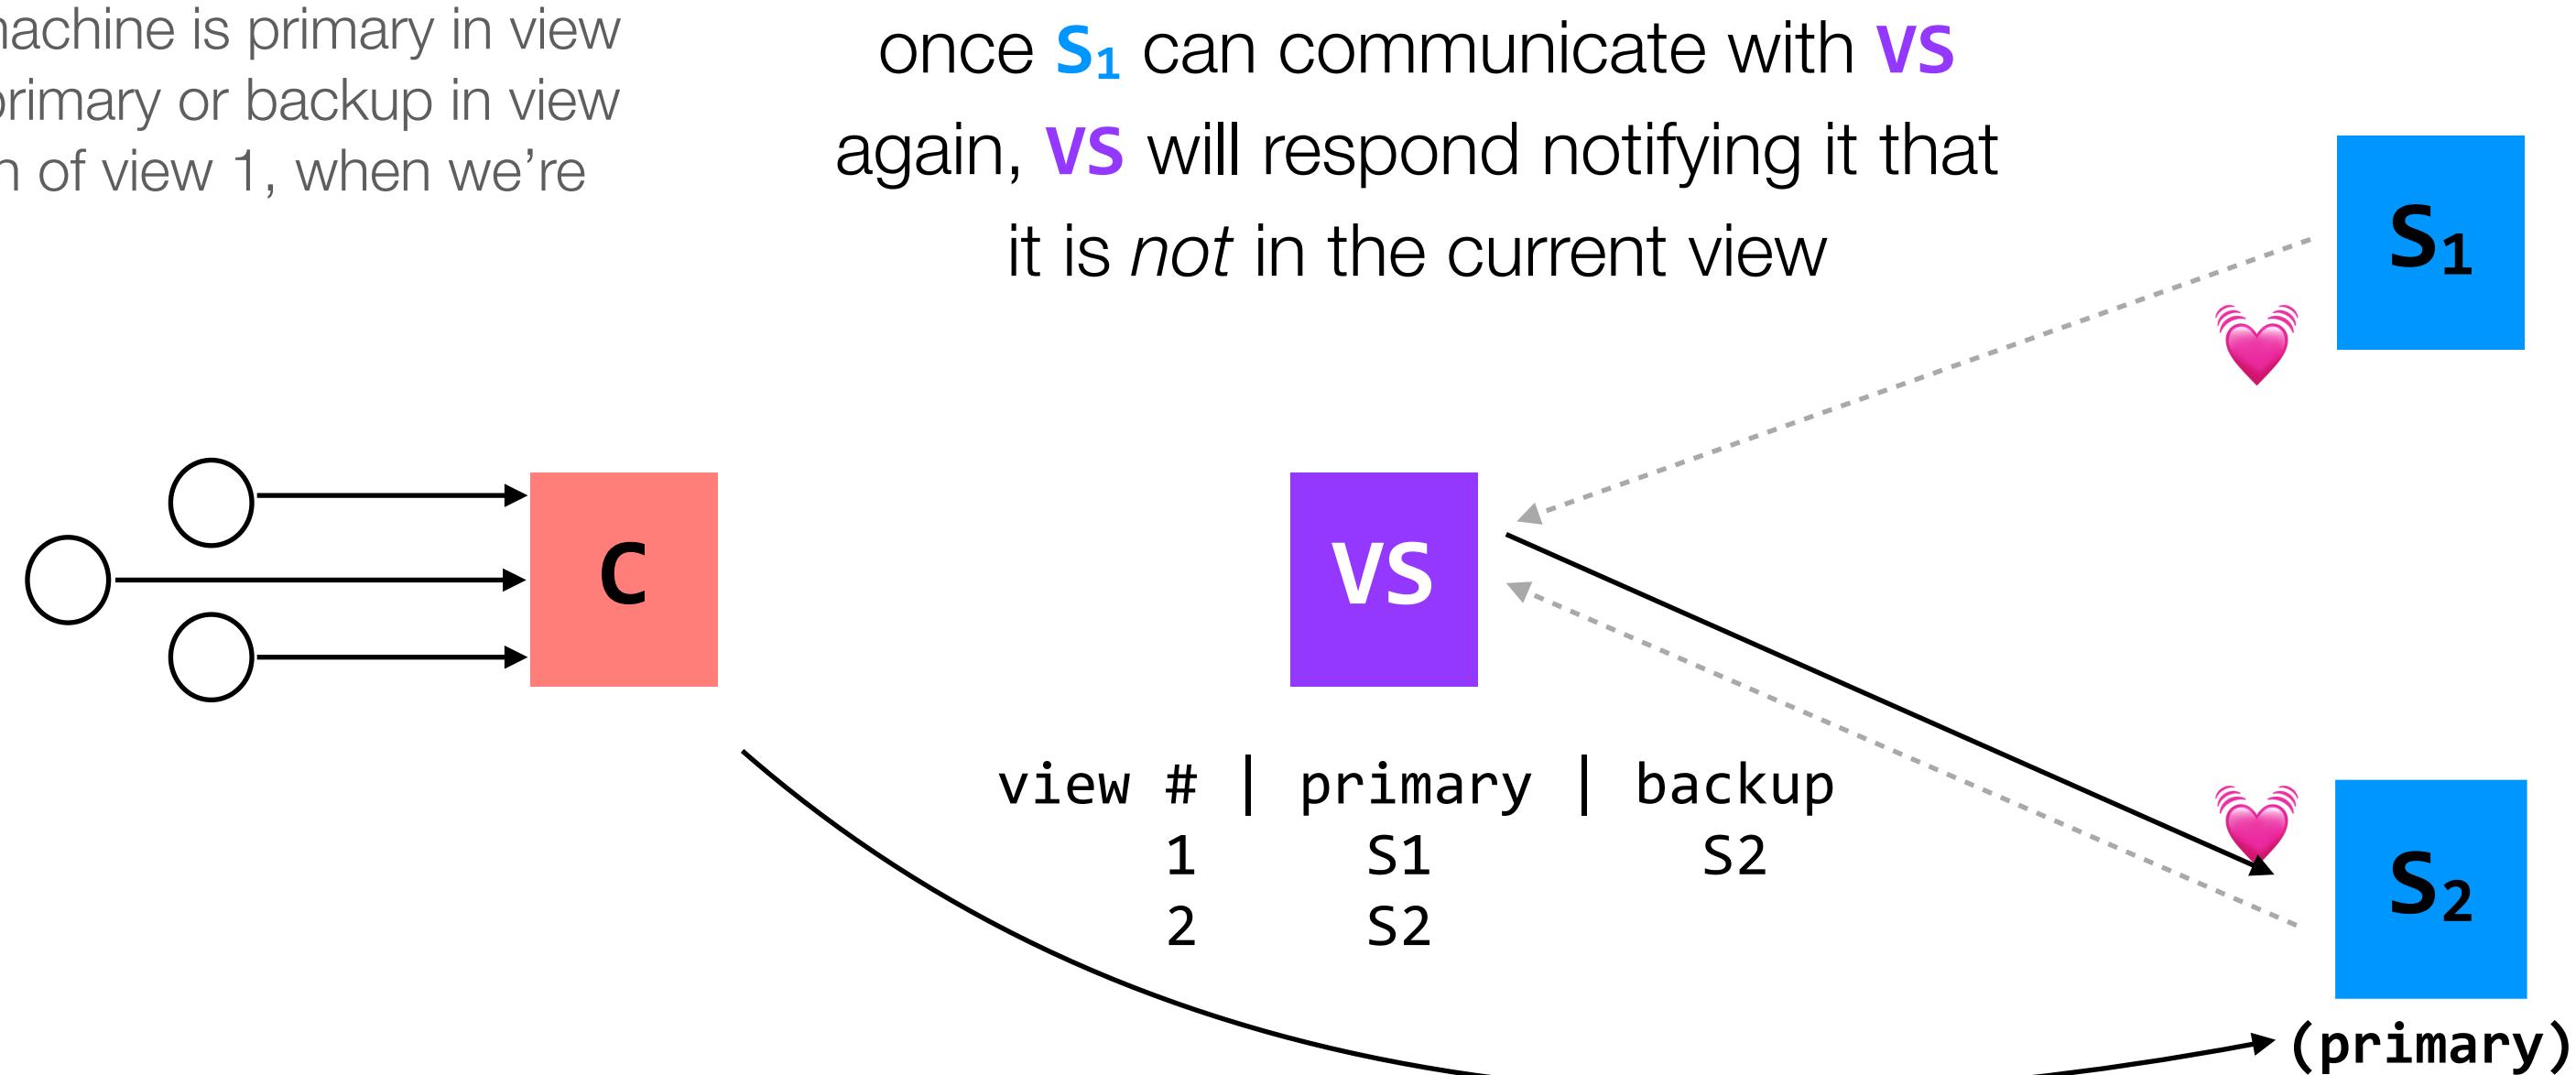 machine is primary in view
primary or backup in view
of view 1, when we're
once S₁ can communicate with VS
again, VS will respond notifying it that
it is not in the current view
S₁
C
VS
view # | primary | backup
1 S1 S2
2 S2
S₂
(primary)